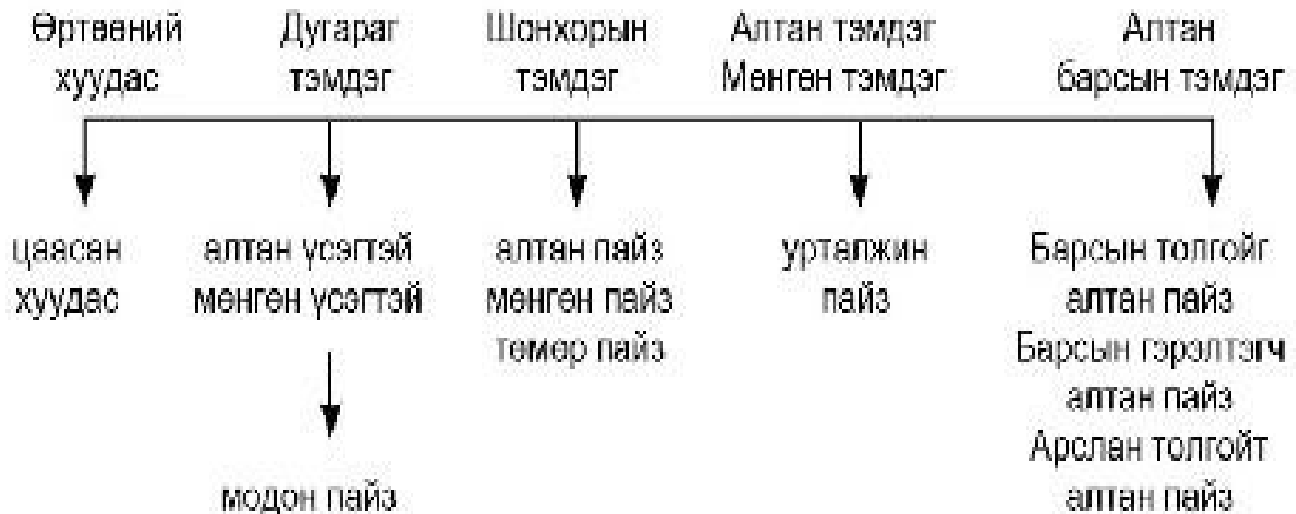 Өртөөний
хуудас
Дугараг
тэмдэг
Шонхорын
тэмдэг
Алтан тэмдэг
Мөнгөн тэмдэг
Алтан
барсын тэмдэг
цаасан
хуудас
алтан үсэгтэй
мөнгөн үсэгтэй
модон пайз
алтан пайз
мөнгөн пайз
төмөр пайз
урталжин
пайз
Барсын толгойг
алтан пайз
Барсын гэрэлтэгч
алтан пайз
Арслан толгойт
алтан пайз